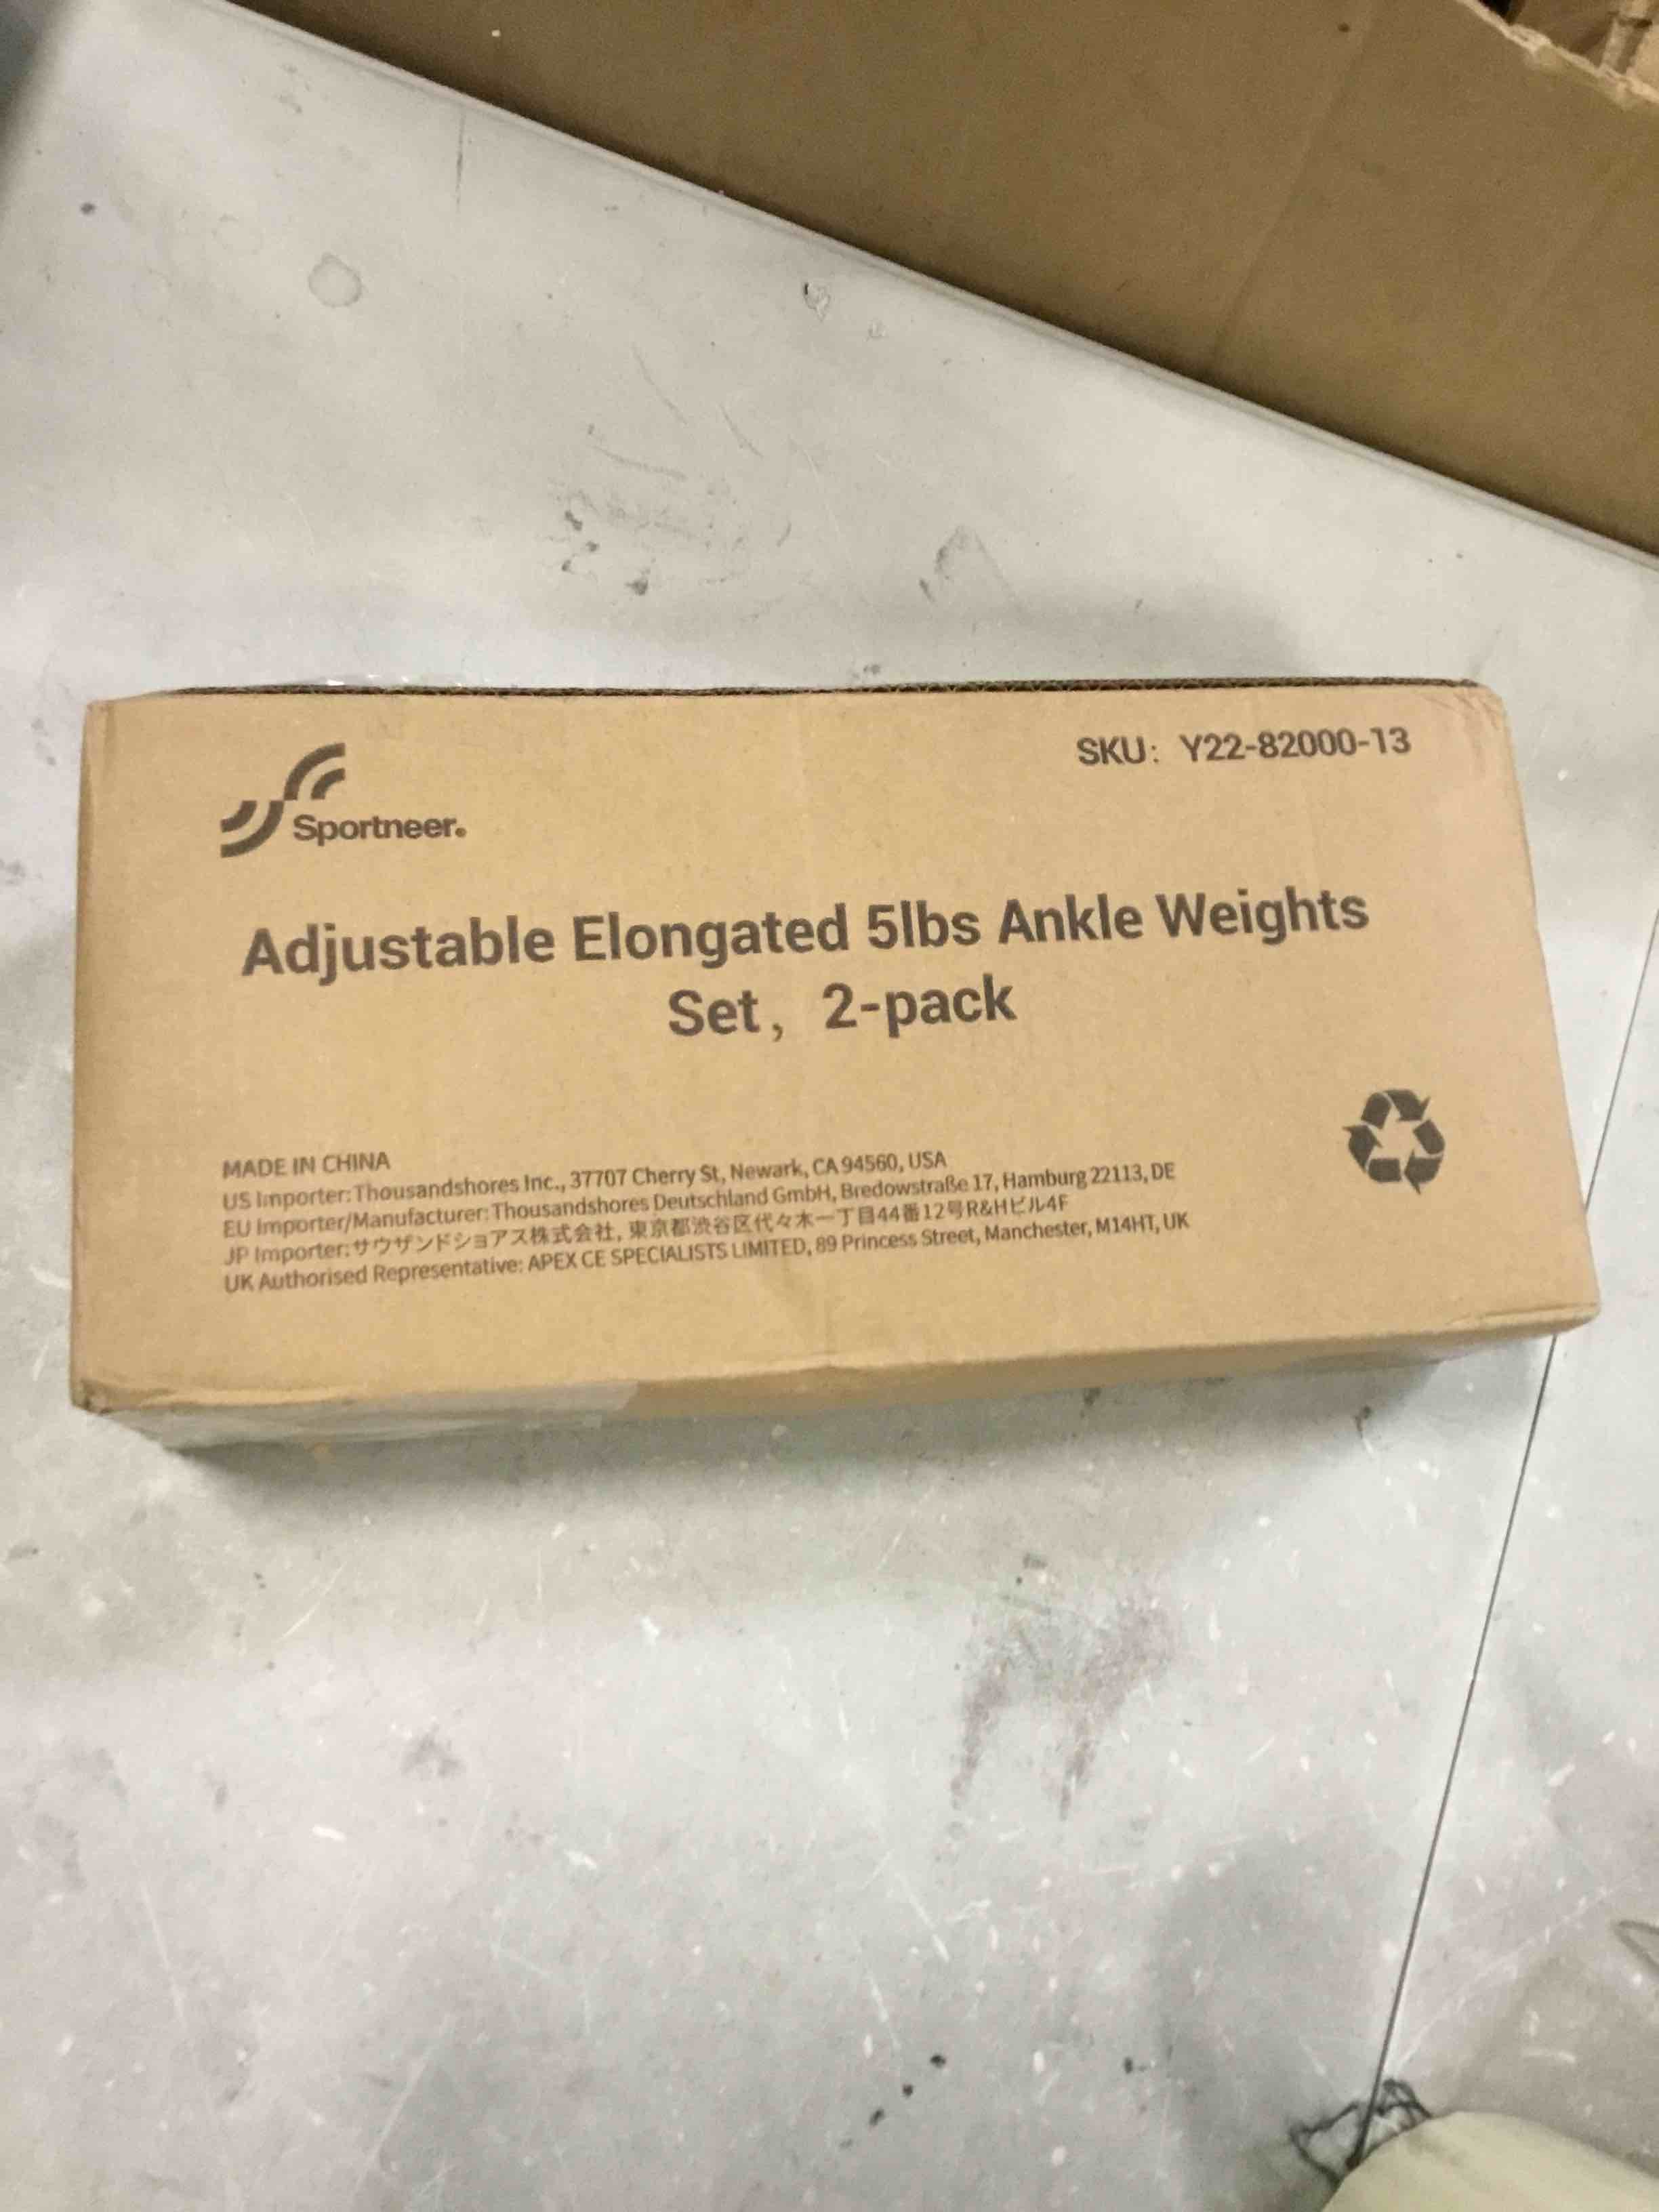 SKU: Y22-82000-13
Sportneer®
Adjustable Elongated 5lbs Ankle Weights
Set, 2-pack
MADE IN CHINA
US Importer:Thousandshores Inc., 37707 Cherry St, Newark, CA 94560, USA
EU Importer/Manufacturer:Thousandshores Deutschland GmbH, Bredowstraße 17, Hamburg 22113, DE
JP Importer:サウザンドショアス株式会社, 東京都渋谷区代々木一丁目44番12号R&Hビル4F
UK Authorised Representative: APEX CE SPECIALISTS LIMITED, 89 Princess Street, Manchester, M14HT, UK